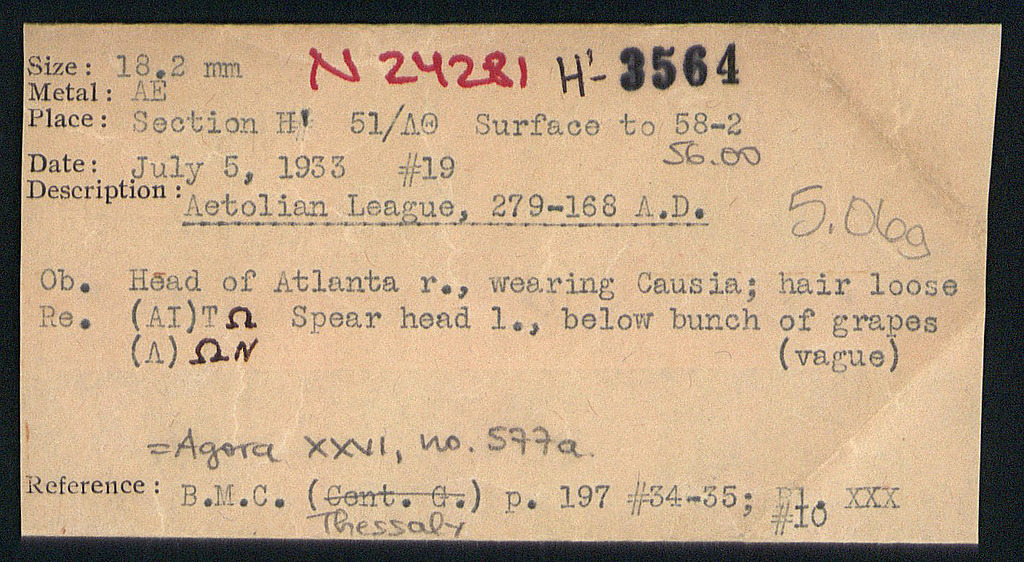 N 24281 H'- 3564
Size: 18.2 mm
Metal: AE
Place: Section H' 51/ΛΘ Surface to 58-2
56.00
Date: July 5, 1933 #19
Description: Aetolian League, 279-168 A.D.
5.06g
Ob. Head of Atlanta r., wearing Causia; hair loose
Re. (AI)TΩ Spear head l., below bunch of grapes
(Λ)ΩN (vague)
=Agora XXVI, no. 577a.
Reference: B.M.C. (Cont. G.) p. 197 #34-35; Pl. XXX
Thessaly #10